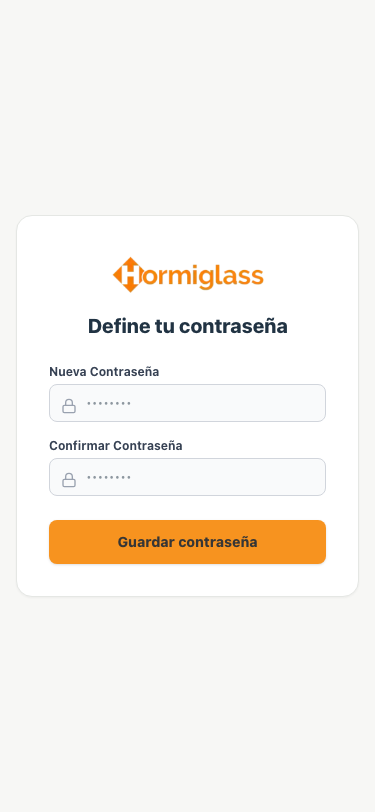 Hormiglass
Define tu contraseña
Nueva Contraseña
••••••••
Confirmar Contraseña
••••••••
Guardar contraseña